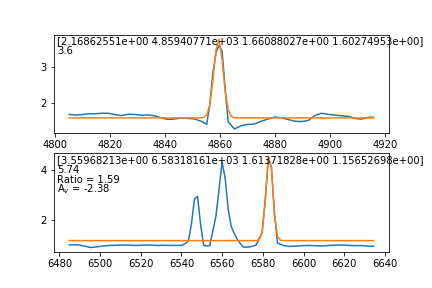 [2.16862551e+00 4.85940771e+03 1.66088027e+00 1.60274953e+00]
3.6
3
2
4800 4820 4840 4860 4880 4900 4920
[3.55968213e+00 6.58318161e+03 1.61371828e+00 1.15652698e+00]
5.74
Ratio = 1.59
Av = -2.38
4
2
6480 6500 6520 6540 6560 6580 6600 6620 6640